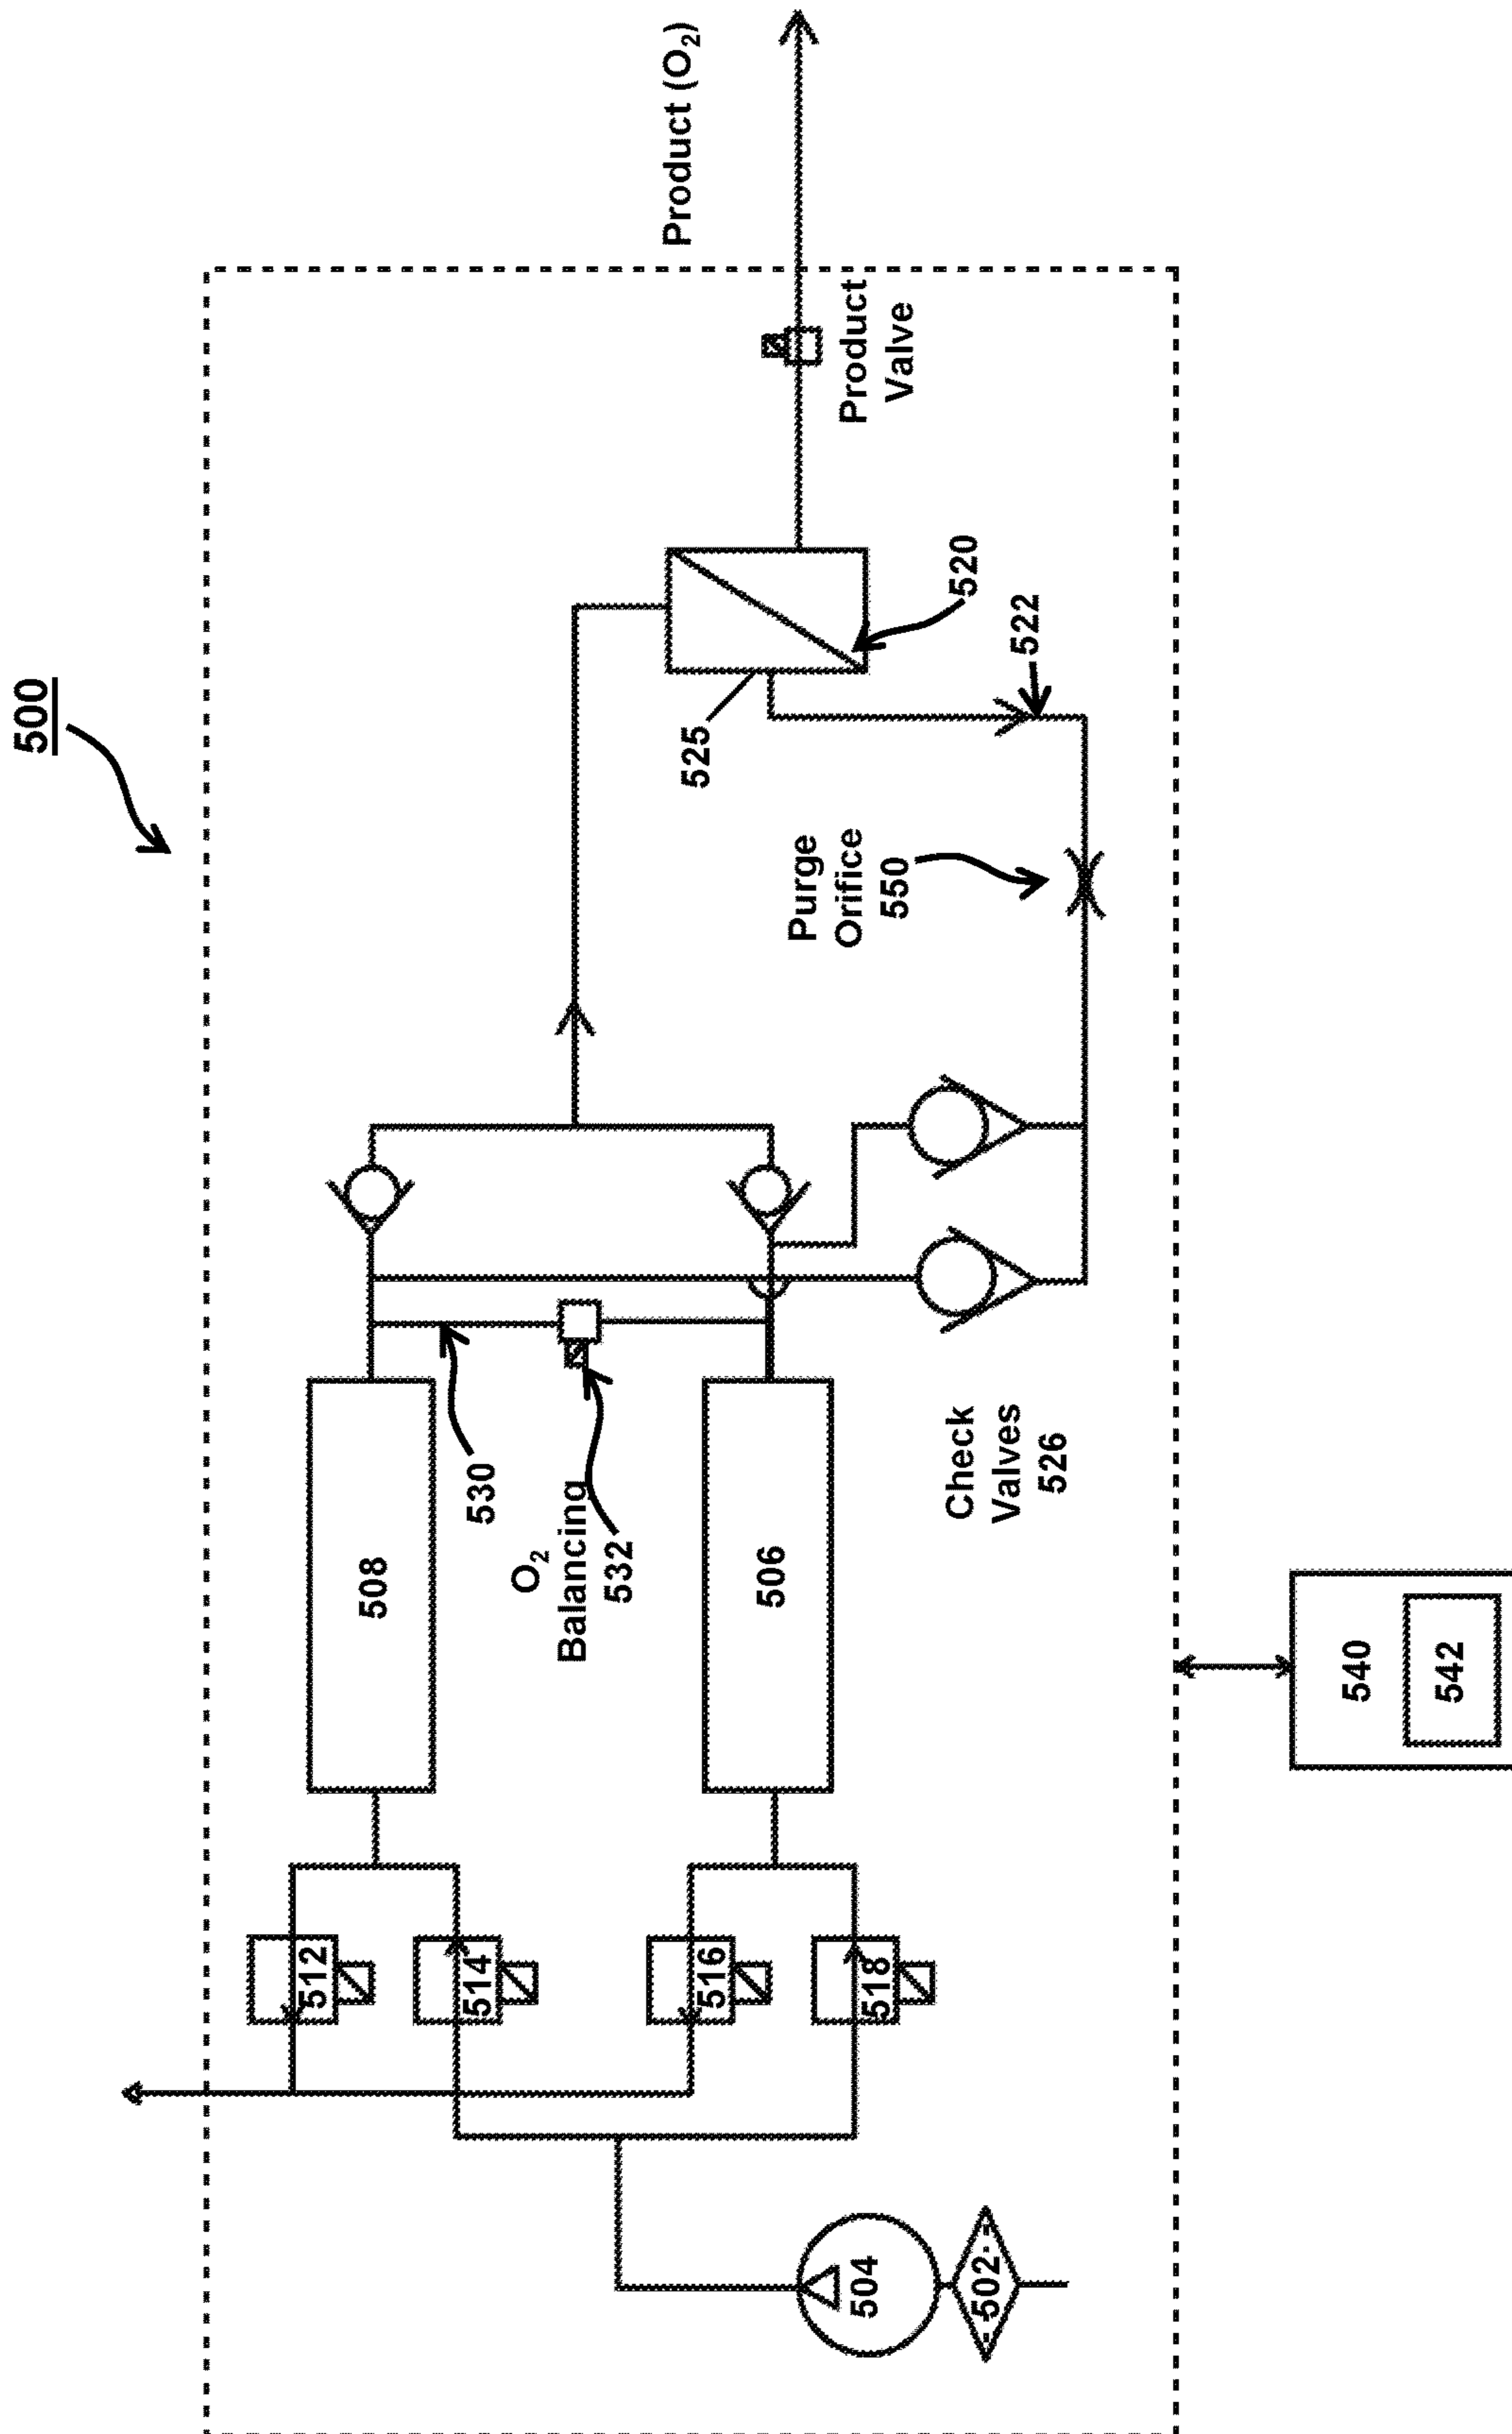 500
Product (O₂)
Product
Valve
520
522
525
Purge
Orifice
550
530
O₂
Balancing
532
Check
Valves
526
508
506
512
514
516
518
504
502
540
542